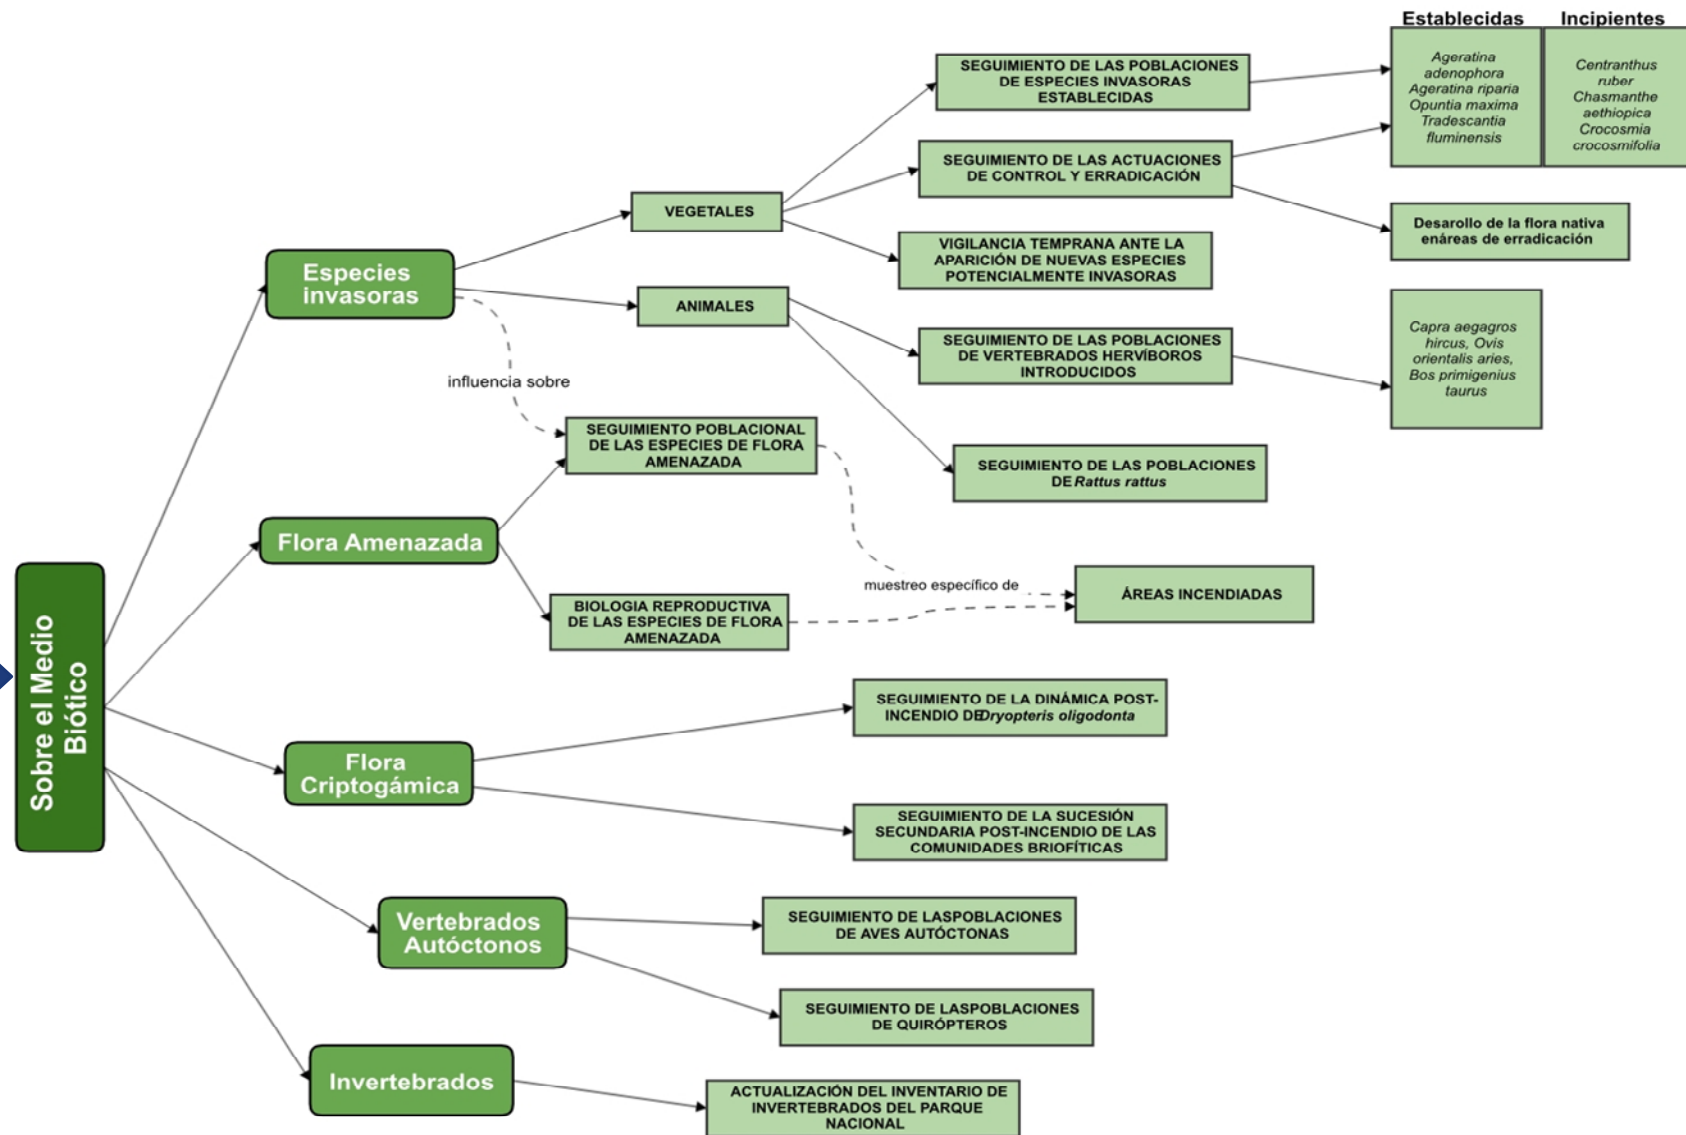 Establecidas
Incipientes
Ageratina
adenophora
Ageratina riparia
Opuntia maxima
Tradescantia
fluminensis
Centranthus
ruber
Chasmanthe
aethiopica
Crocosmia
crocosmifolia
SEGUIMIENTO DE LAS POBLACIONES
DE ESPECIES INVASORAS
ESTABLECIDAS
SEGUIMIENTO DE LAS ACTUACIONES
DE CONTROL Y ERRADICACIÓN
VEGETALES
Desarollo de la flora nativa
enáreas de erradicación
VIGILANCIA TEMPRANA ANTE LA
APARICIÓN DE NUEVAS ESPECIES
POTENCIALMENTE INVASORAS
Especies
invasoras
ANIMALES
SEGUIMIENTO DE LAS POBLACIONES
DE VERTEBRADOS HERVÍBOROS
INTRODUCIDOS
Capra aegagros
hircus, Ovis
orientalis aries,
Bos primigenius
taurus
influencia sobre
SEGUIMIENTO POBLACIONAL
DE LAS ESPECIES DE FLORA
AMENAZADA
SEGUIMIENTO DE LAS POBLACIONES
DE Rattus rattus
Flora Amenazada
muestreo específico de
ÁREAS INCENDIADAS
BIOLOGIA REPRODUCTIVA
DE LAS ESPECIES DE FLORA
AMENAZADA
Sobre el Medio
Biótico
SEGUIMIENTO DE LA DINÁMICA POST-
INCENDIO DE Dryopteris oligodonta
Flora
Criptogámica
SEGUIMIENTO DE LA SUCESIÓN
SECUNDARIA POST-INCENDIO DE LAS
COMUNIDADES BRIOFÍTICAS
Vertebrados
Autóctonos
SEGUIMIENTO DE LASPOBLACIONES
DE AVES AUTÓCTONAS
SEGUIMIENTO DE LASPOBLACIONES
DE QUIRÓPTEROS
Invertebrados
ACTUALIZACIÓN DEL INVENTARIO DE
INVERTEBRADOS DEL PARQUE
NACIONAL